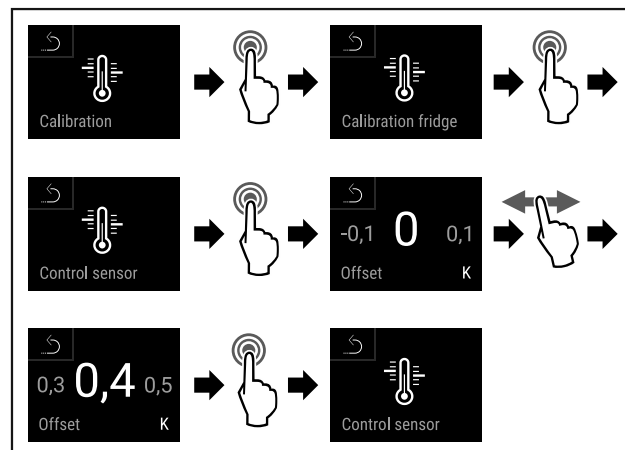 Calibration
Calibration fridge
Control sensor
-0,1 0 0,1
Offset K
0,3 0,4 0,5
Offset K
Control sensor